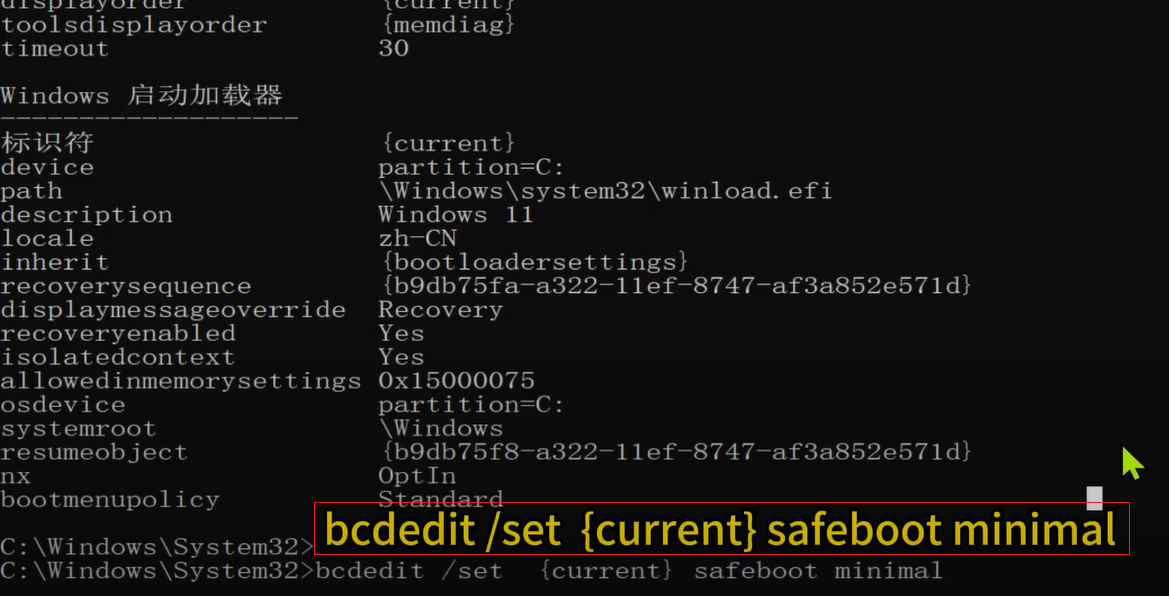 displayorder {current}
toolsdisplayorder {memdiag}
timeout 30
Windows 启动加载器
-------------------
标识符 {current}
device partition=C:
path \Windows\system32\winload.efi
description Windows 11
locale zh-CN
inherit {bootloadersettings}
recoverysequence {b9db75fa-a322-11ef-8747-af3a852e571d}
displaymessageoverride Recovery
recoveryenabled Yes
isolatedcontext Yes
allowedinmemorysettings 0x15000075
osdevice partition=C:
systemroot \Windows
resumeobject {b9db75f8-a322-11ef-8747-af3a852e571d}
nx OptIn
bootmenupolicy Standard
bcdedit /set {current} safeboot minimal
C:\Windows\System32>
C:\Windows\System32>bcdedit /set {current} safeboot minimal